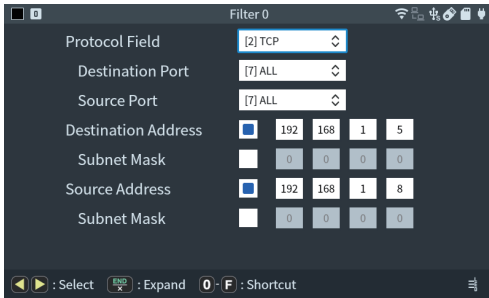 0 Filter 0
Protocol Field [2] TCP
Destination Port [7] ALL
Source Port [7] ALL
Destination Address 192 168 1 5
Subnet Mask 0 0 0 0
Source Address 192 168 1 8
Subnet Mask 0 0 0 0
: Select END X : Expand 0 - F : Shortcut